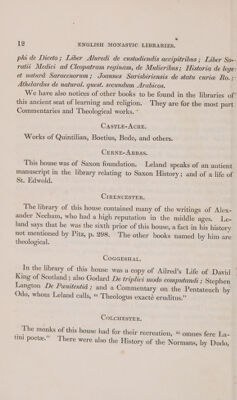 12 ENGLISH MONASTIC LIBRARIES.
phi de Diceto; Liber Aluredi de custodiendis accipitribus; Liber So-
ratii Medici ad Cleopatram reginam, de Mulieribus; Historia de lege
et naturâ Saracenorum; Joannes Sarisbiriensis de statu curiæ Ro.;
Athelardus de natural. quest. secundum Arabicos.
We have also notices of other books to be found in the libraries of
this ancient seat of learning and religion. They are for the most part
Commentaries and Theological works.
CASTLE-ACRE.
Works of Quintilian, Boetius, Bede, and others.
CERNE-ABBAS.
This house was of Saxon foundation. Leland speaks of an antient
manuscript in the library relating to Saxon History; and of a life of
St. Edwold.
CIRENCESTER.
The library of this house contained many of the writings of Alex-
ander Necham, who had a high reputation in the middle ages. Le-
land says that he was the sixth prior of this house, a fact in his history
not mentioned by Pitz, p. 298. The other books named by him are
theological.
COGGESHAL.
In the library of this house was a copy of Ailred's Life of David
King of Scotland; also Godard De triplici modo computandi; Stephen
Langton De Pænitentiâ; and a Commentary on the Pentateuch by
Odo, whom Leland calls, “Theologus exactè eruditus.”
COLCHESTER.
The monks of this house had for their recreation, “omnes fere La-
tini poetæ.” There were also the History of the Normans, by Dudo,